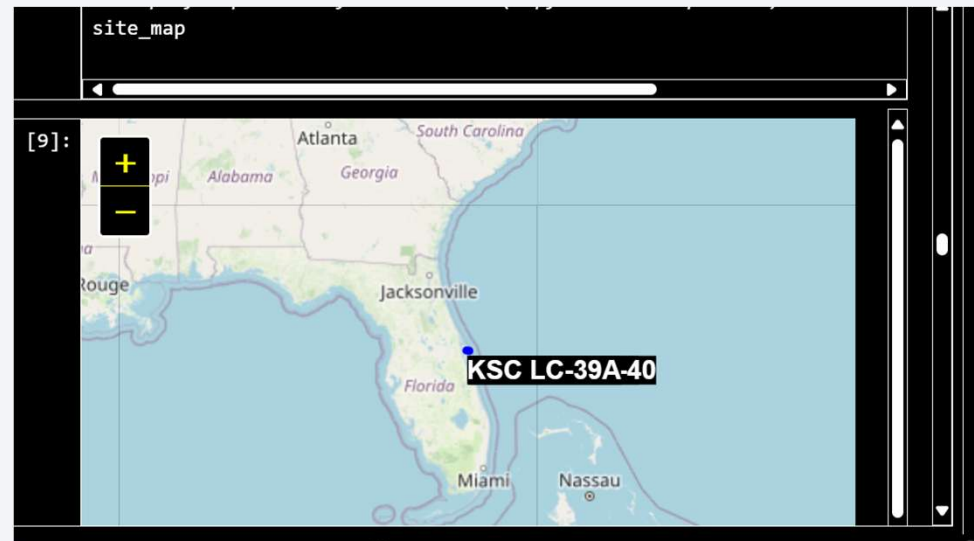 site_map
[9]:
+
−
Atlanta
South Carolina
Alabama
Georgia
Rouge
Jacksonville
KSC LC-39A-40
Florida
Miami
Nassau